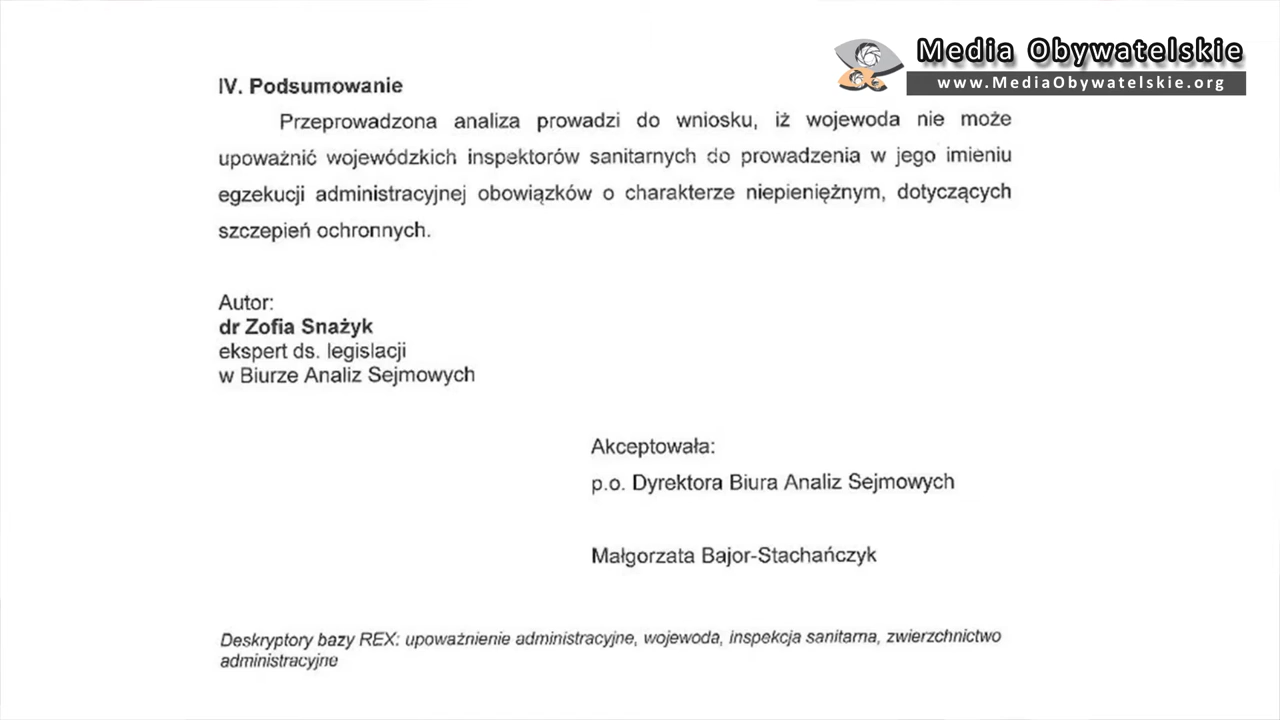 Media Obywatelskie
www.MediaObywatelskie.org
IV. Podsumowanie
Przeprowadzona analiza prowadzi do wniosku, iż wojewoda nie może
upoważnić wojewódzkich inspektorów sanitarnych do prowadzenia w jego imieniu
egzekucji administracyjnej obowiązków o charakterze niepieniężnym, dotyczących
szczepień ochronnych.
Autor:
dr Zofia Snażyk
ekspert ds. legislacji
w Biurze Analiz Sejmowych
Akceptowała:
p.o. Dyrektora Biura Analiz Sejmowych
Małgorzata Bajor-Stachańczyk
Deskryptory bazy REX: upoważnienie administracyjne, wojewoda, inspekcja sanitarna, zwierzchnictwo
administracyjne